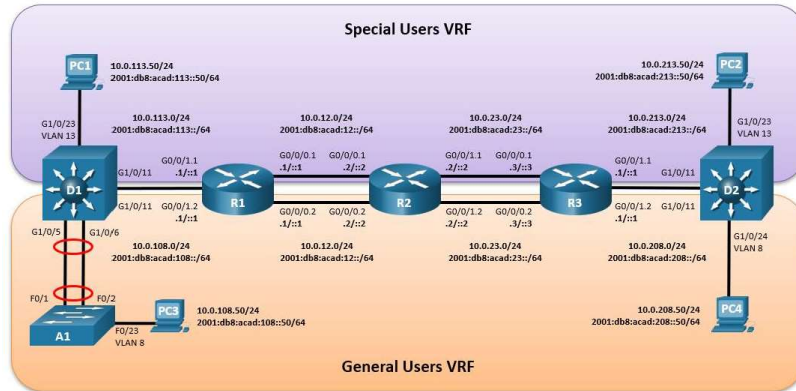 Special Users VRF
PC1
10.0.113.50/24
2001:db8:acad:113::50/64
10.0.213.50/24
2001:db8:acad:213::50/64
PC2
G1/0/23
VLAN 13
10.0.113.0/24
2001:db8:acad:113::/64
10.0.12.0/24
2001:db8:acad:12::/64
10.0.23.0/24
2001:db8:acad:23::/64
10.0.213.0/24
2001:db8:acad:213::/64
G1/0/23
VLAN 13
D1
G1/0/11
G0/0/1.1
.1/::1
R1
G0/0/0.1
.1/::1
G0/0/0.1
.2/::2
R2
G0/0/1.1
.2/::2
G0/0/0.1
.3/::3
R3
G0/0/1.1
.1/::1
G1/0/11
D2
G1/0/11
G0/0/1.2
.1/::1
G0/0/0.2
.1/::1
G0/0/0.2
.2/::2
G0/0/1.2
.2/::2
G0/0/0.2
.3/::3
G0/0/1.2
.1/::1
G1/0/11
G1/0/5
G1/0/6
10.0.108.0/24
2001:db8:acad:108::/64
10.0.12.0/24
2001:db8:acad:12::/64
10.0.23.0/24
2001:db8:acad:23::/64
10.0.208.0/24
2001:db8:acad:208::/64
G1/0/24
VLAN 8
F0/1
F0/2
A1
F0/23
VLAN 8
PC3
10.0.108.50/24
2001:db8:acad:108::50/64
10.0.208.50/24
2001:db8:acad:208::50/64
PC4
General Users VRF